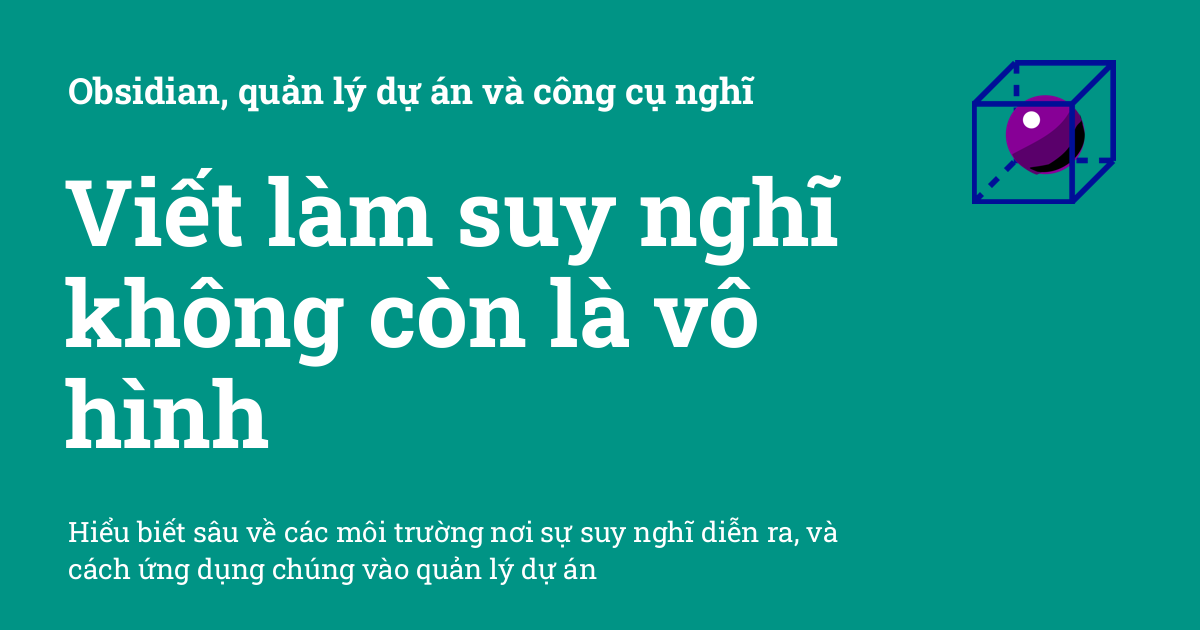 Obsidian, quản lý dự án và công cụ nghĩ
Viết làm suy nghĩ
không còn là vô
hình
Hiểu biết sâu về các môi trường nơi sự suy nghĩ diễn ra, và
cách ứng dụng chúng vào quản lý dự án